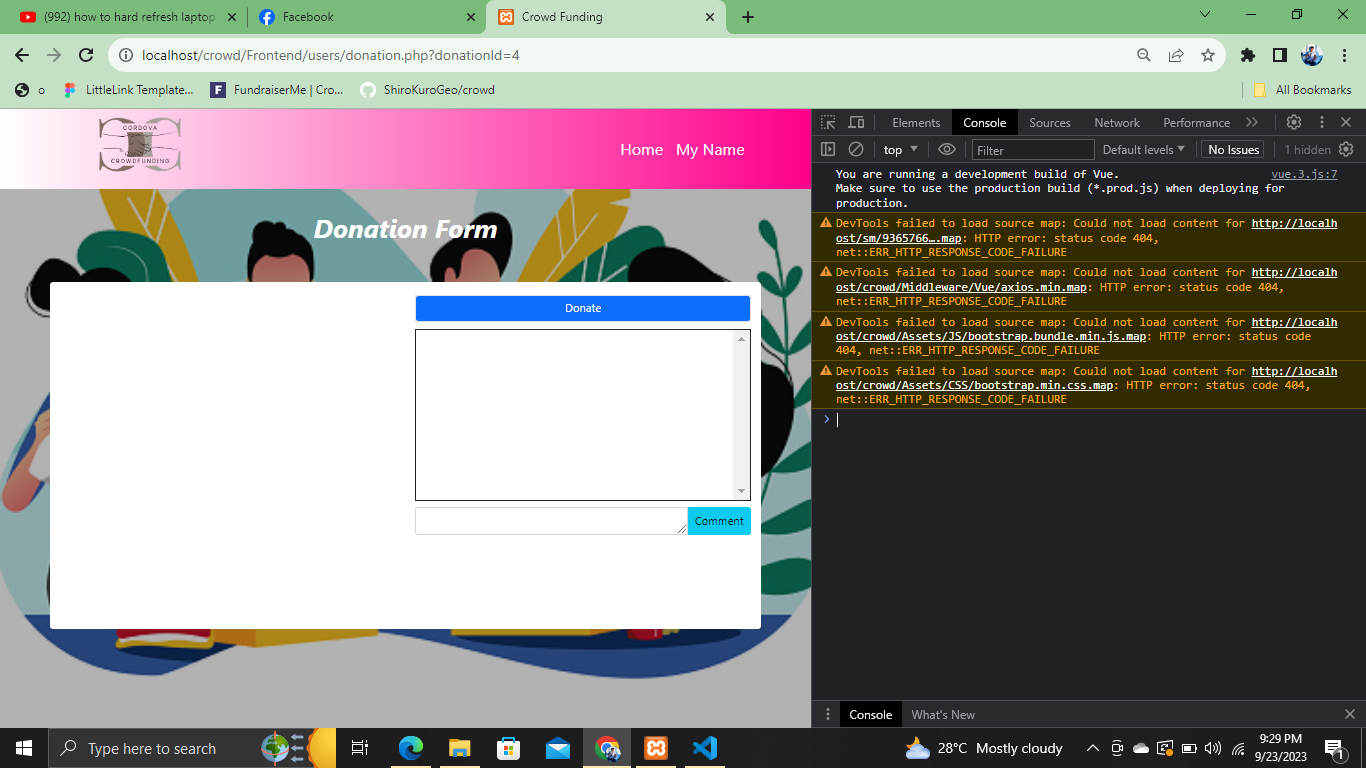 (992) how to hard refresh laptop
Facebook
Crowd Funding
localhost/crowd/Frontend/users/donation.php?donationId=4
o
LittleLink Template...
FundraiserMe | Cro...
ShiroKuroGeo/crowd
All Bookmarks
CORDOVA
CROWDFUNDING
Home
My Name
Donation Form
Donate
Comment
Elements
Console
Sources
Network
Performance
top
Filter
Default levels
No Issues
1 hidden
You are running a development build of Vue. vue.3.js:7
Make sure to use the production build (*.prod.js) when deploying for
production.
DevTools failed to load source map: Could not load content for http://localh
ost/sm/9365766….map: HTTP error: status code 404,
net::ERR_HTTP_RESPONSE_CODE_FAILURE
DevTools failed to load source map: Could not load content for http://localh
ost/crowd/Middleware/Vue/axios.min.map: HTTP error: status code 404,
net::ERR_HTTP_RESPONSE_CODE_FAILURE
DevTools failed to load source map: Could not load content for http://localh
ost/crowd/Assets/JS/bootstrap.bundle.min.js.map: HTTP error: status code
404, net::ERR_HTTP_RESPONSE_CODE_FAILURE
DevTools failed to load source map: Could not load content for http://localh
ost/crowd/Assets/CSS/bootstrap.min.css.map: HTTP error: status code 404,
net::ERR_HTTP_RESPONSE_CODE_FAILURE
Console
What's New
Type here to search
28°C Mostly cloudy
9:29 PM
9/23/2023
1